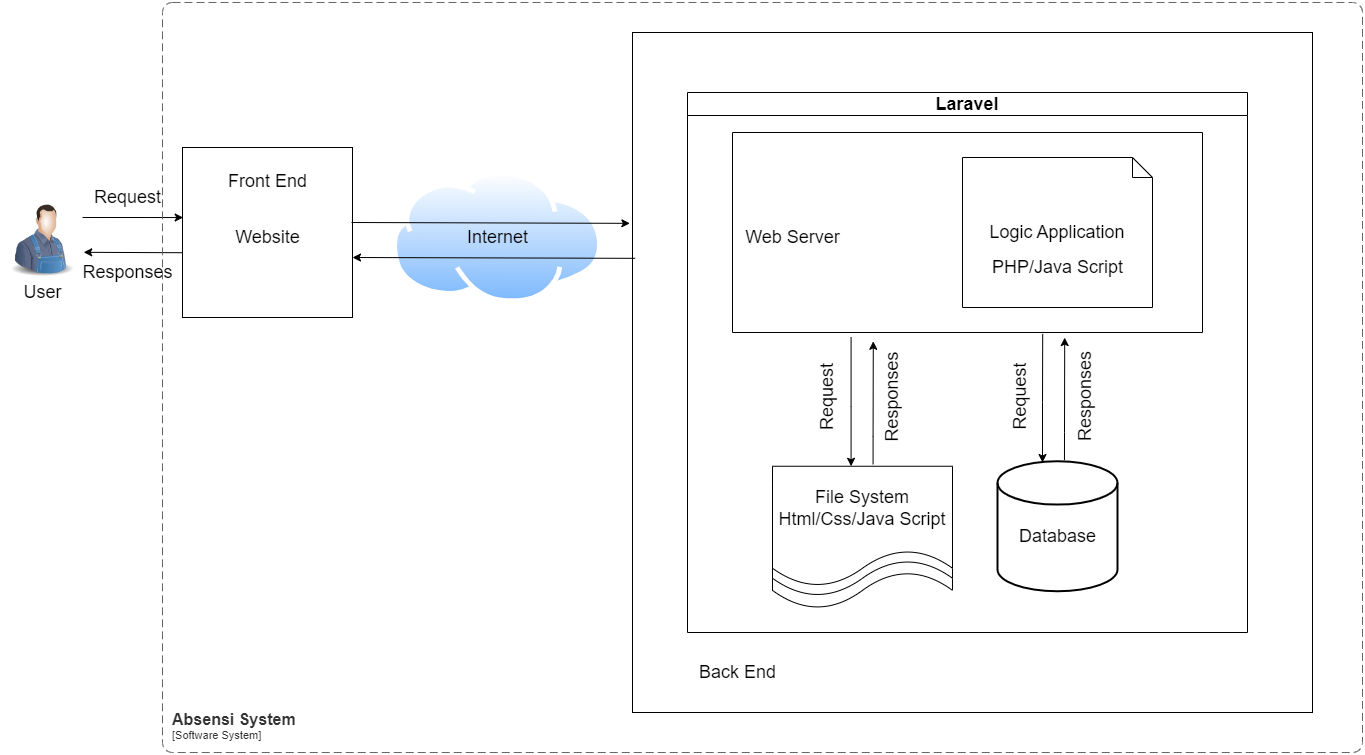 Laravel
Front End
Website
Request
Responses
User
Internet
Web Server
Logic Application
PHP/Java Script
Request
Responses
Request
Responses
File System
Html/Css/Java Script
Database
Back End
Absensi System
[Software System]